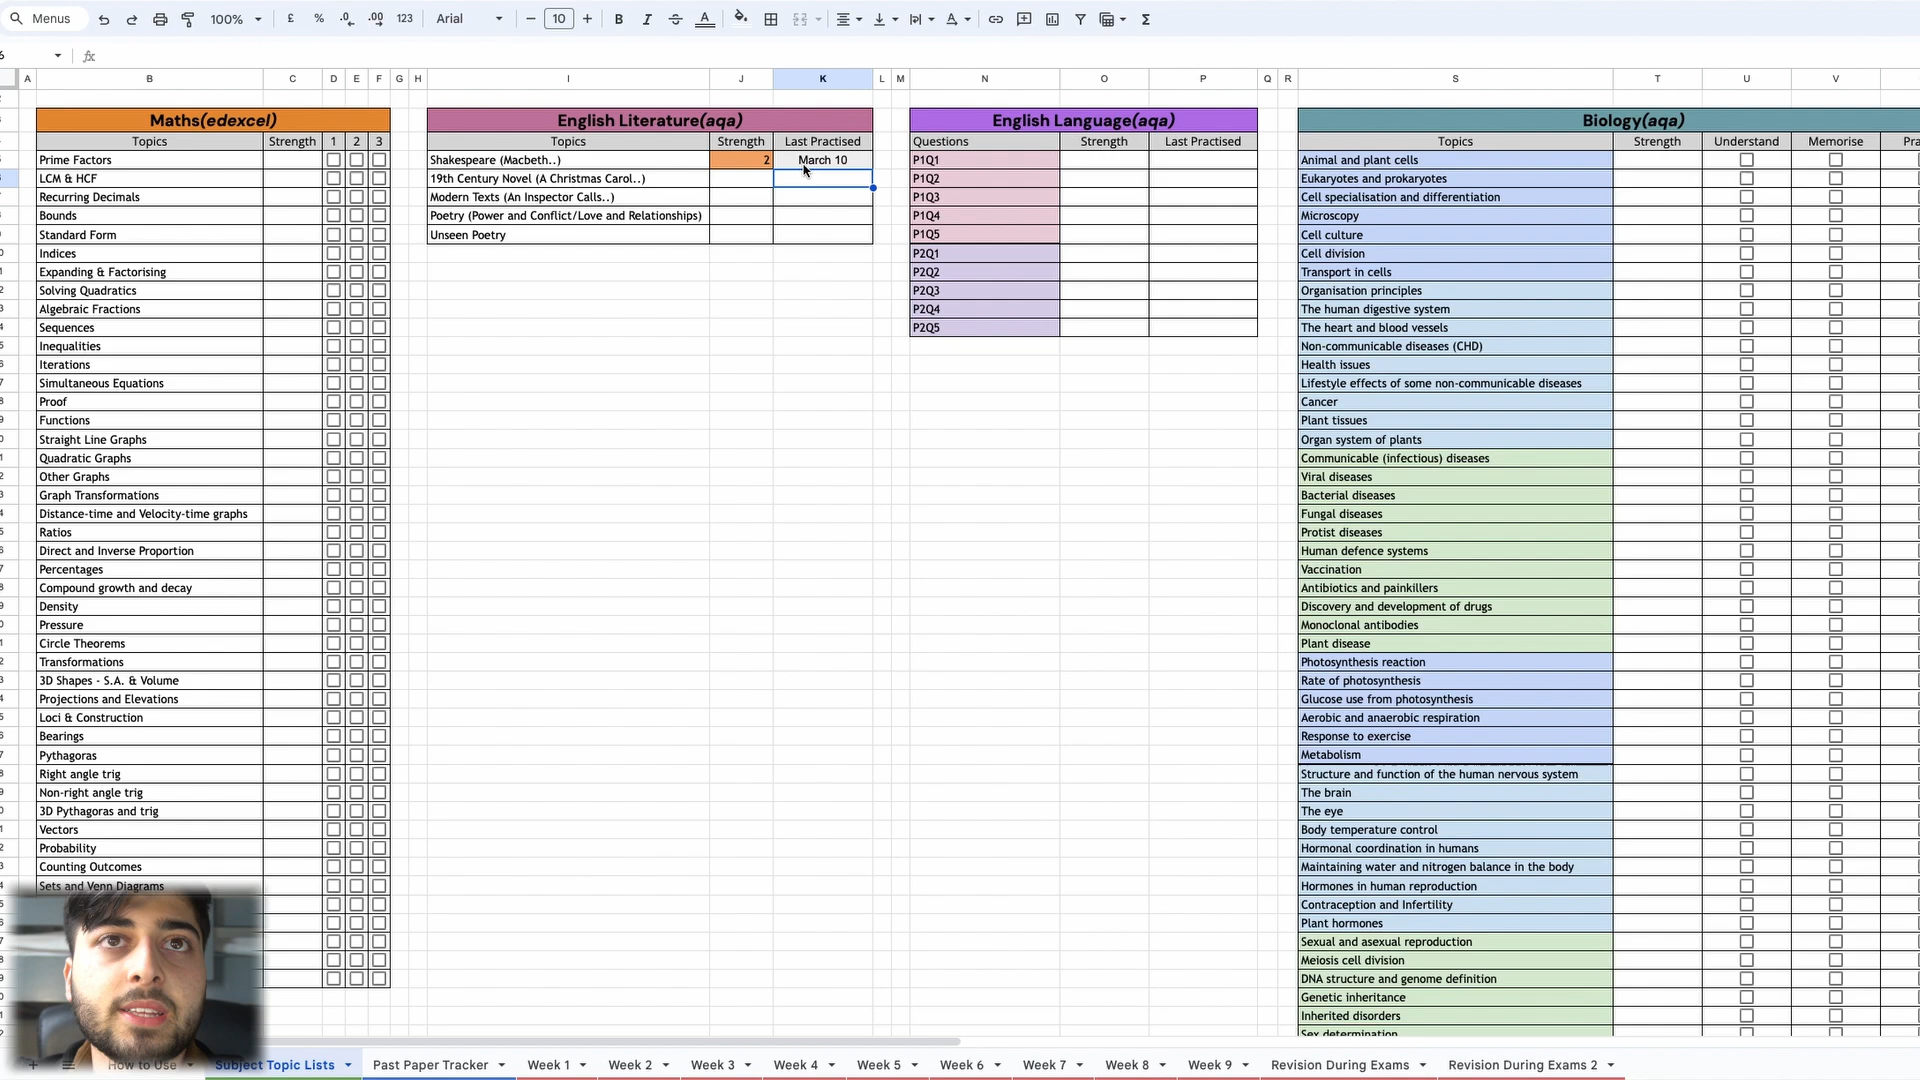 Menus 100% £ % .0 .00 123 Arial 10 B I A Σ
fx
A B C D E F G H I J K L M N O P Q R S T U V
Maths(edexcel)
Topics Strength 1 2 3
Prime Factors
LCM & HCF
Recurring Decimals
Bounds
Standard Form
Indices
Expanding & Factorising
Solving Quadratics
Algebraic Fractions
Sequences
Inequalities
Iterations
Simultaneous Equations
Proof
Functions
Straight Line Graphs
Quadratic Graphs
Other Graphs
Graph Transformations
Distance-time and Velocity-time graphs
Ratios
Direct and Inverse Proportion
Percentages
Compound growth and decay
Density
Pressure
Circle Theorems
Transformations
3D Shapes - S.A. & Volume
Projections and Elevations
Loci & Construction
Bearings
Pythagoras
Right angle trig
Non-right angle trig
3D Pythagoras and trig
Vectors
Probability
Counting Outcomes
Sets and Venn Diagrams
English Literature(aqa)
Topics Strength Last Practised
Shakespeare (Macbeth..) 2 March 10
19th Century Novel (A Christmas Carol..)
Modern Texts (An Inspector Calls..)
Poetry (Power and Conflict/Love and Relationships)
Unseen Poetry
English Language(aqa)
Questions Strength Last Practised
P1Q1
P1Q2
P1Q3
P1Q4
P1Q5
P2Q1
P2Q2
P2Q3
P2Q4
P2Q5
Biology(aqa)
Topics Strength Understand Memorise Pra
Animal and plant cells
Eukaryotes and prokaryotes
Cell specialisation and differentiation
Microscopy
Cell culture
Cell division
Transport in cells
Organisation principles
The human digestive system
The heart and blood vessels
Non-communicable diseases (CHD)
Health issues
Lifestyle effects of some non-communicable diseases
Cancer
Plant tissues
Organ system of plants
Communicable (infectious) diseases
Viral diseases
Bacterial diseases
Fungal diseases
Protist diseases
Human defence systems
Vaccination
Antibiotics and painkillers
Discovery and development of drugs
Monoclonal antibodies
Plant disease
Photosynthesis reaction
Rate of photosynthesis
Glucose use from photosynthesis
Aerobic and anaerobic respiration
Response to exercise
Metabolism
Structure and function of the human nervous system
The brain
The eye
Body temperature control
Hormonal coordination in humans
Maintaining water and nitrogen balance in the body
Hormones in human reproduction
Contraception and Infertility
Plant hormones
Sexual and asexual reproduction
Meiosis cell division
DNA structure and genome definition
Genetic inheritance
Inherited disorders
Sex determination
How to Use Subject Topic Lists Past Paper Tracker Week 1 Week 2 Week 3 Week 4 Week 5 Week 6 Week 7 Week 8 Week 9 Revision During Exams Revision During Exams 2